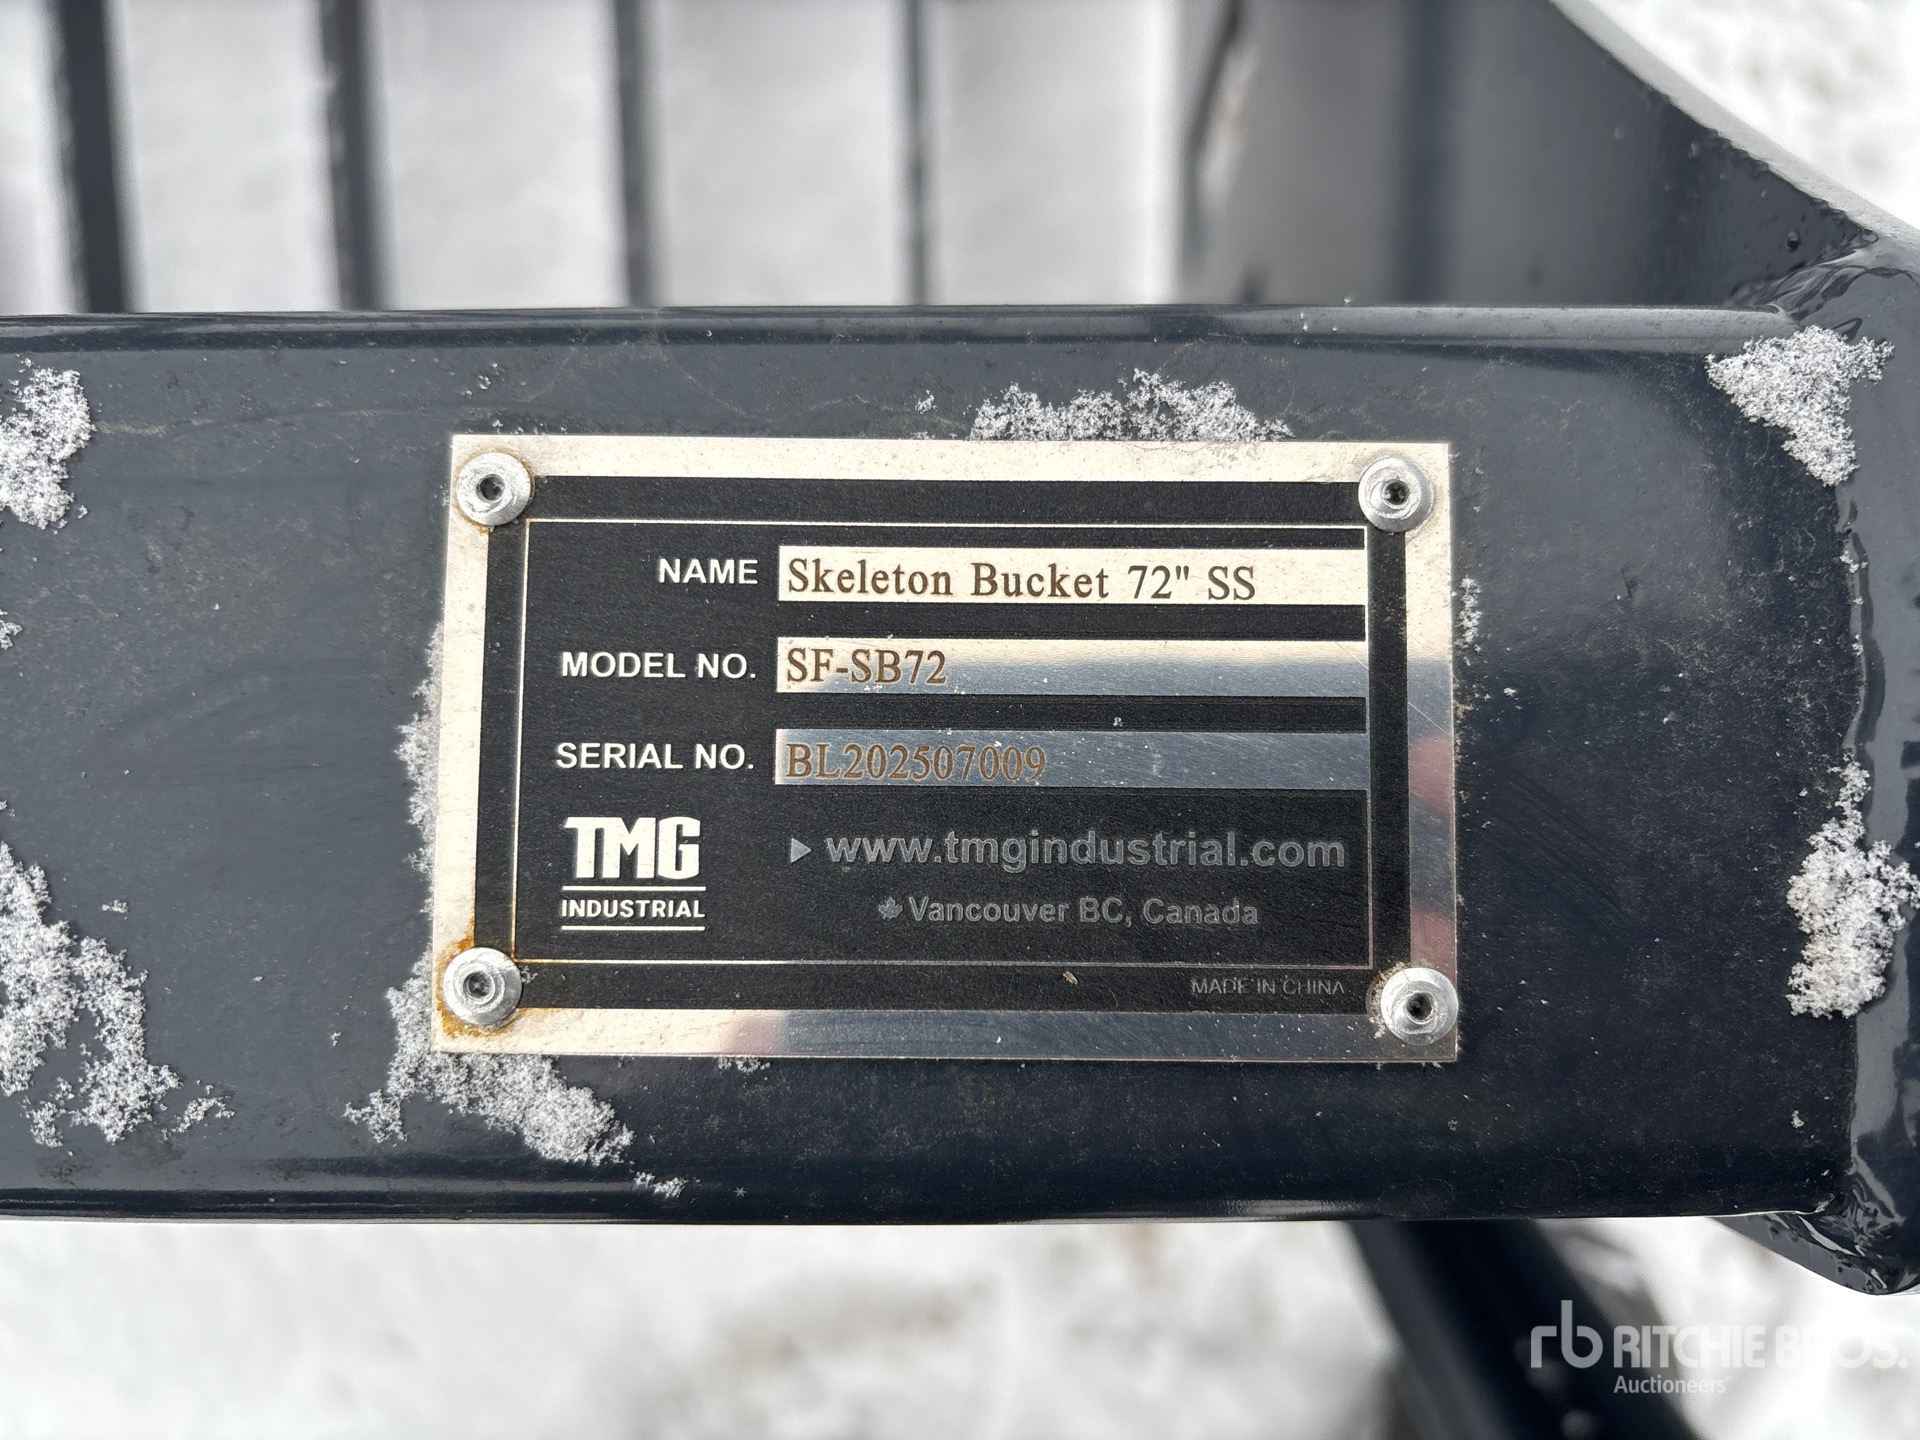 NAME Skeleton Bucket 72" SS
MODEL NO. SF-SB72
SERIAL NO. BL202507009
TMG
INDUSTRIAL
www.tmgindustrial.com
Vancouver BC, Canada
MADE IN CHINA
rb RITCHIE BROS.
Auctioneers